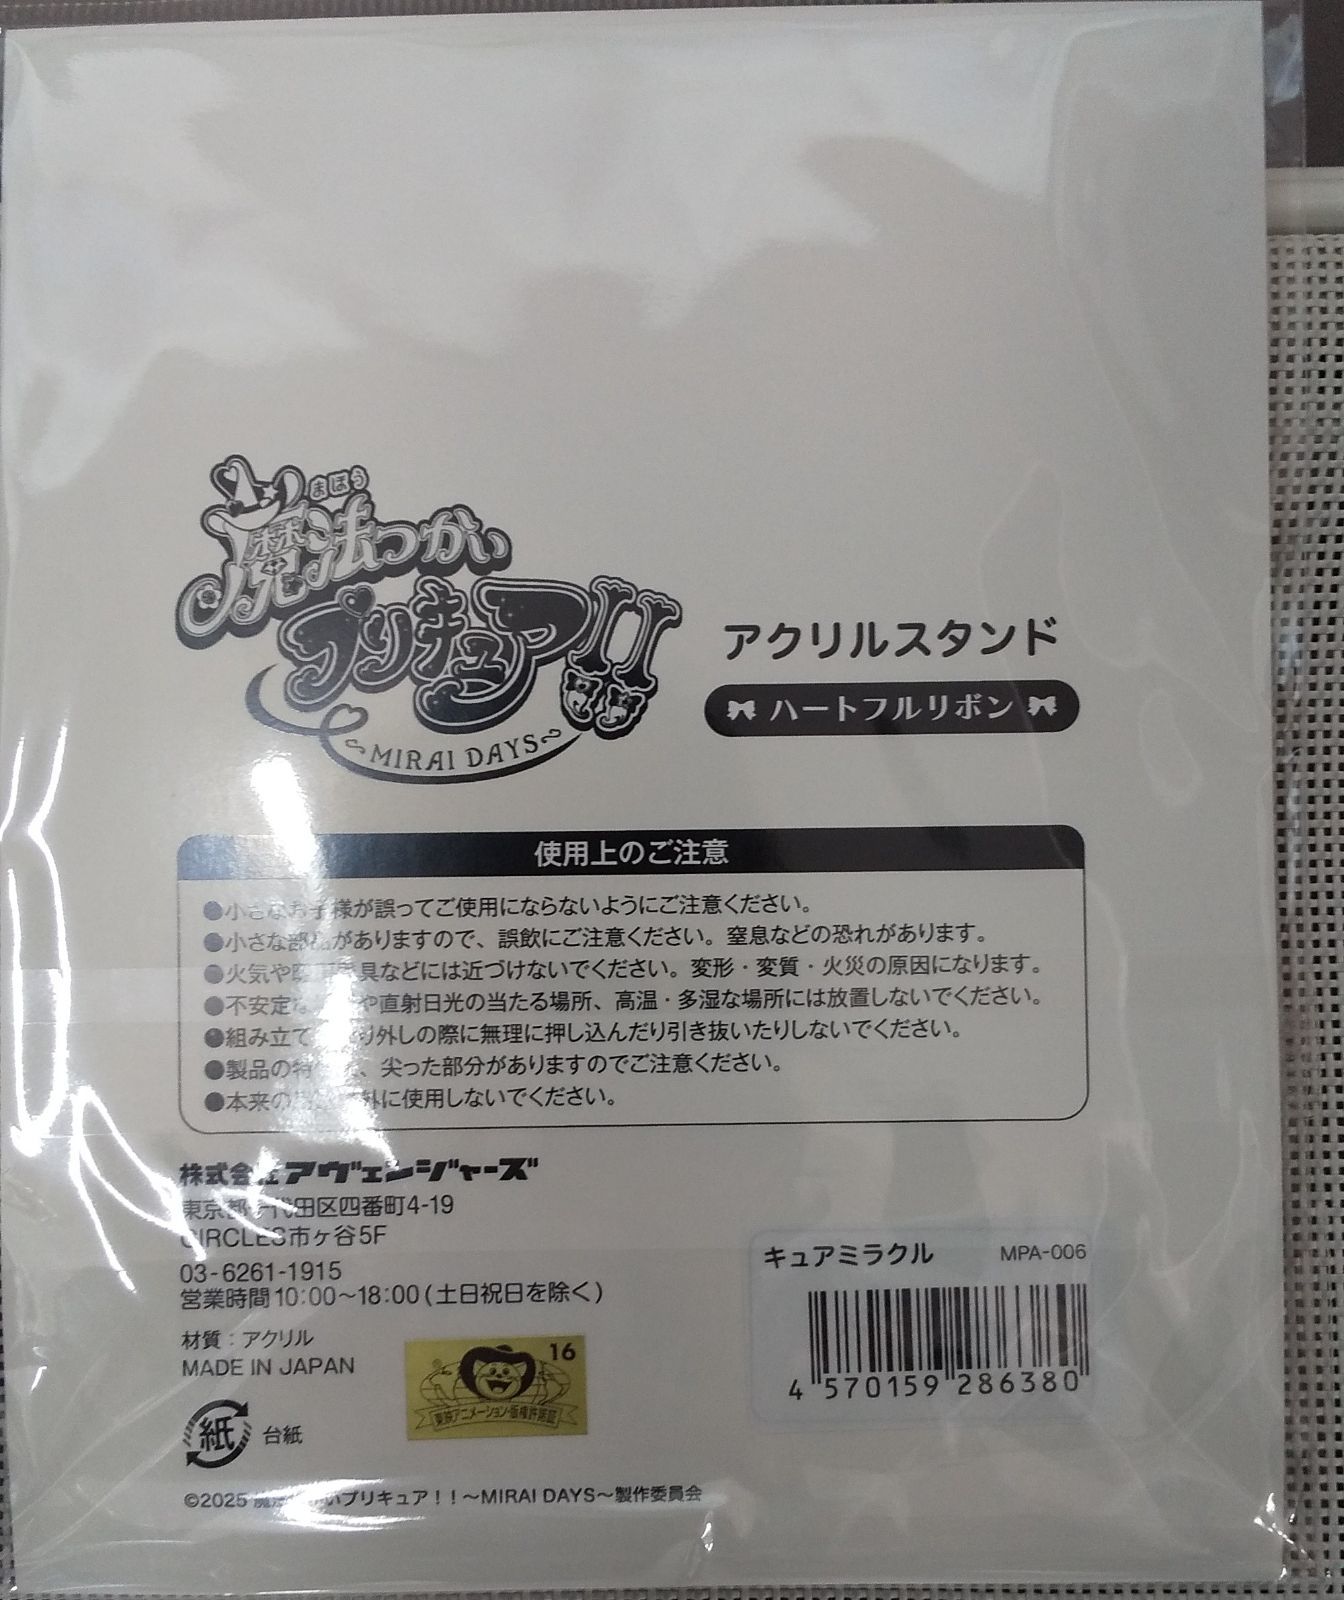 まほう
魔法つかい
プリキュア!!
～MIRAI DAYS～
アクリルスタンド
ハートフルリボン
使用上のご注意
●小さなお子様が誤ってご使用にならないようにご注意ください。
●小さな部品がありますので、誤飲にご注意ください。窒息などの恐れがあります。
●火気や 具などには近づけないでください。変形・変質・火災の原因になります。
●不安定な や直射日光の当たる場所、高温・多湿な場所には放置しないでください。
●組み立て り外しの際に無理に押し込んだり引き抜いたりしないでください。
●製品の特 、尖った部分がありますのでご注意ください。
●本来の 外に使用しないでください。
株式会社アヴェンジャーズ
東京都千代田区四番町4-19
CIRCLES市ヶ谷5F
03-6261-1915
営業時間10:00～18:00(土日祝日を除く)
材質：アクリル
MADE IN JAPAN
紙 台紙
16
東映アニメーション・版権許諾証
キュアミラクル MPA-006
4 570159 286380
©2025 魔法つかいプリキュア！！～MIRAI DAYS～製作委員会